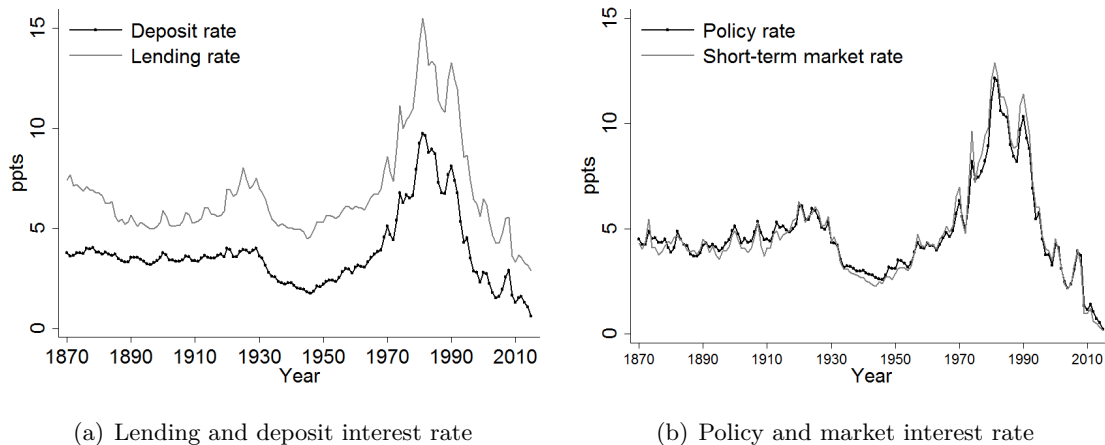 Deposit rate
Lending rate
15
10
5
0
ppts
1870 1890 1910 1930 1950 1970 1990 2010
Year
(a) Lending and deposit interest rate
Policy rate
Short-term market rate
15
10
5
0
ppts
1870 1890 1910 1930 1950 1970 1990 2010
Year
(b) Policy and market interest rate